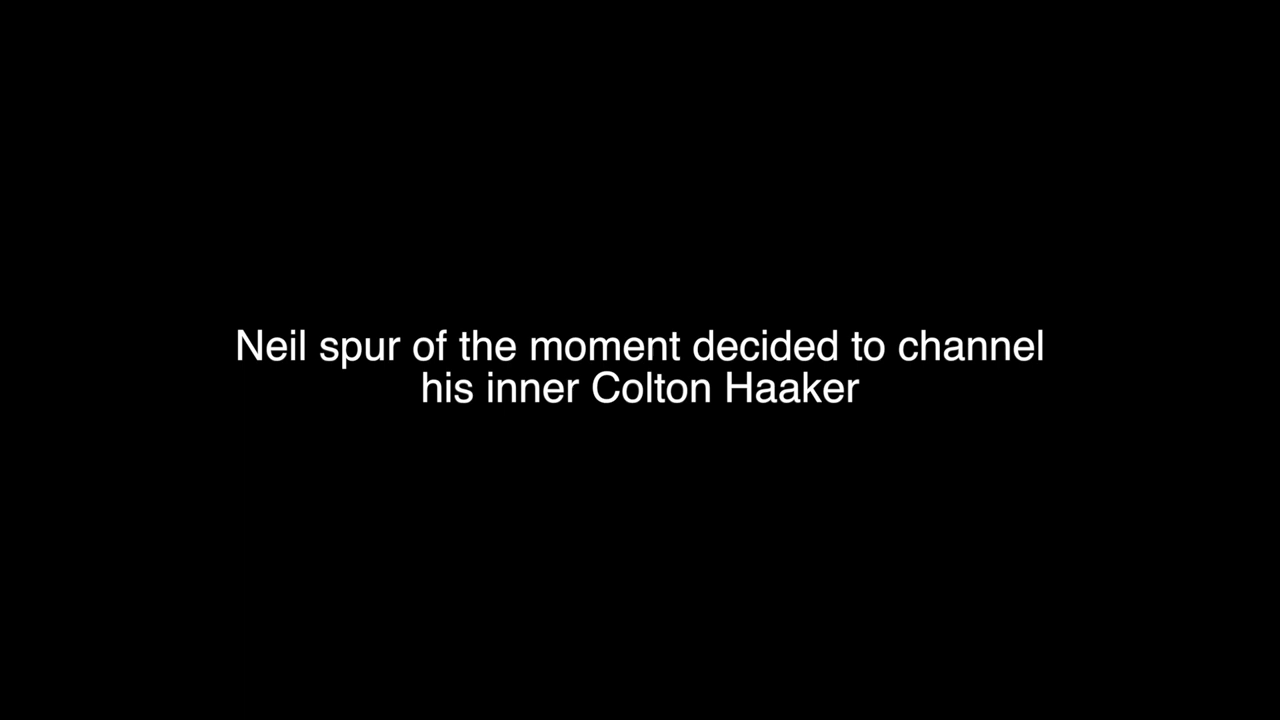 Neil spur of the moment decided to channel
his inner Colton Haaker